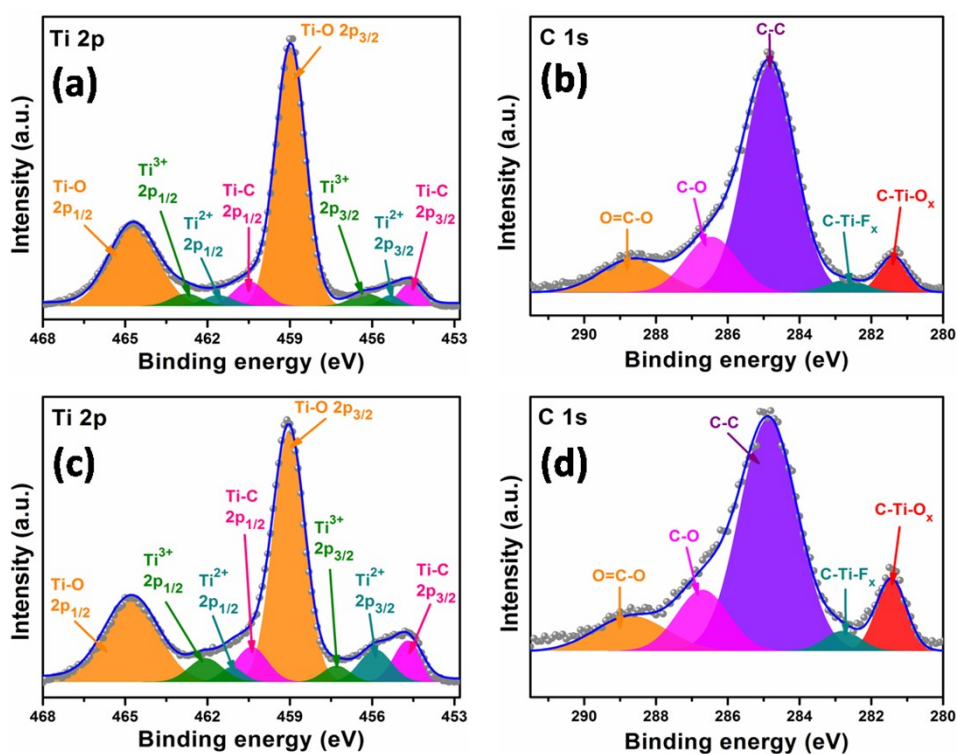 Ti 2p
(a)
Ti-O 2p3/2
Ti-O
2p1/2
Ti3+
2p1/2
Ti2+
2p1/2
Ti-C
2p1/2
Ti3+
2p3/2
Ti2+
2p3/2
Ti-C
2p3/2
Intensity (a.u.)
468 465 462 459 456 453
Binding energy (eV)
C 1s
(b)
C-C
C-O
O=C-O
C-Ti-Fx
C-Ti-Ox
Intensity (a.u.)
290 288 286 284 282 280
Binding energy (eV)
Ti 2p
(c)
Ti-O 2p3/2
Ti-O
2p1/2
Ti3+
2p1/2
Ti2+
2p1/2
Ti-C
2p1/2
Ti3+
2p3/2
Ti2+
2p3/2
Ti-C
2p3/2
Intensity (a.u.)
468 465 462 459 456 453
Binding energy (eV)
C 1s
(d)
C-C
C-O
O=C-O
C-Ti-Fx
C-Ti-Ox
Intensity (a.u.)
290 288 286 284 282 280
Binding energy (eV)